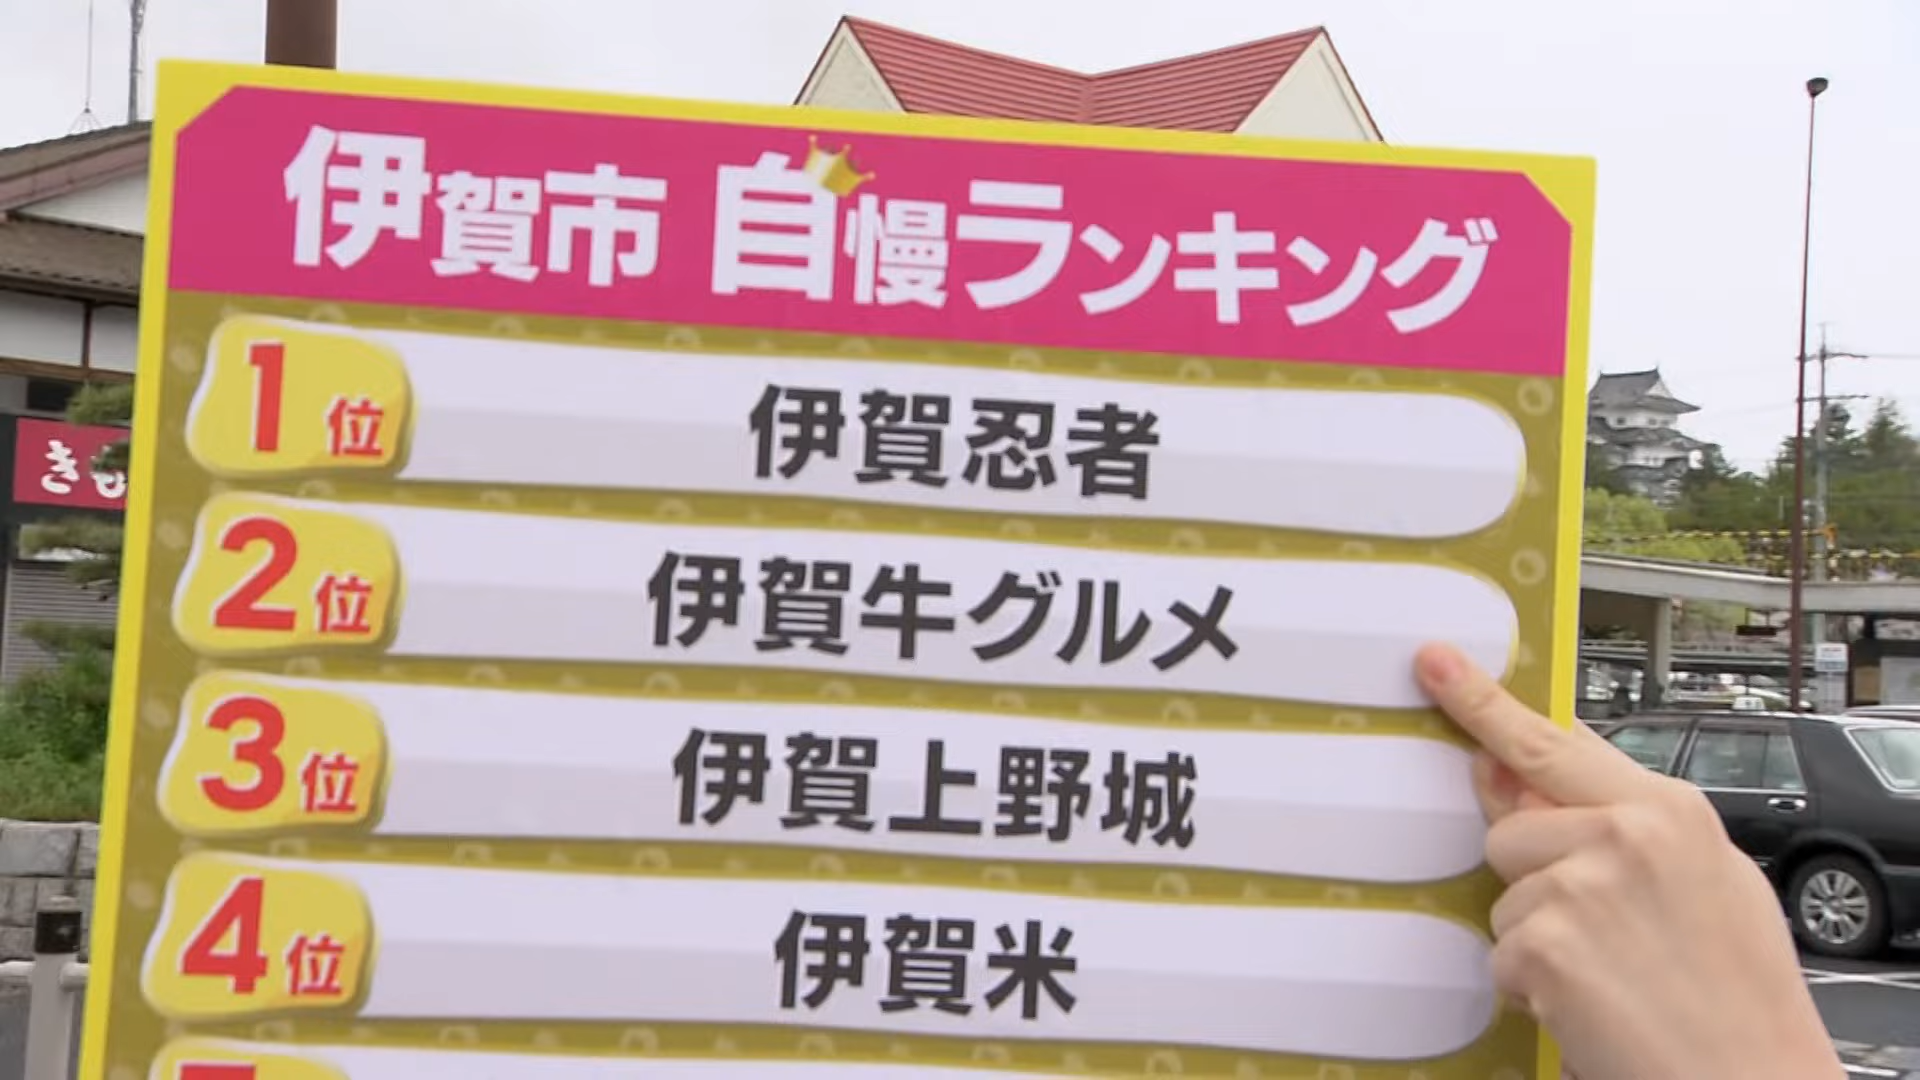 伊賀市 自慢ランキング
1位 伊賀忍者
2位 伊賀牛グルメ
3位 伊賀上野城
4位 伊賀米